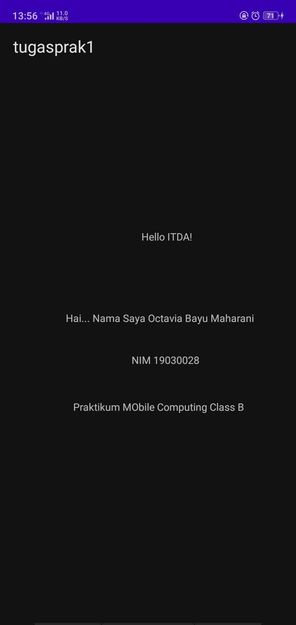 13:56 4G 11.0 KB/S 71
tugasprak1
Hello ITDA!
Hai... Nama Saya Octavia Bayu Maharani
NIM 19030028
Praktikum MObile Computing Class B